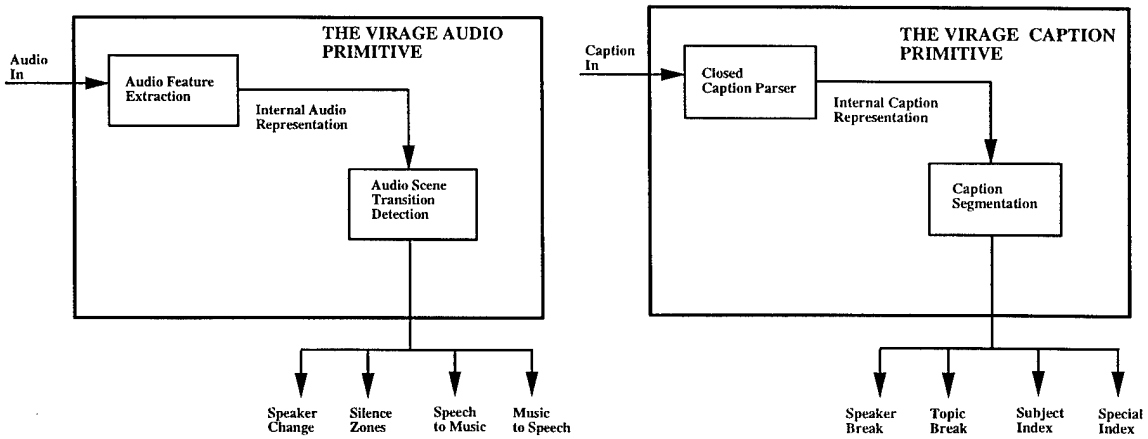 THE VIRAGE AUDIO
PRIMITIVE
Audio
In
Audio Feature
Extraction
Internal Audio
Representation
Audio Scene
Transition
Detection
Speaker
Change
Silence
Zones
Speech
to Music
Music
to Speech
THE VIRAGE CAPTION
PRIMITIVE
Caption
In
Closed
Caption Parser
Internal Caption
Representation
Caption
Segmentation
Speaker
Break
Topic
Break
Subject
Index
Special
Index